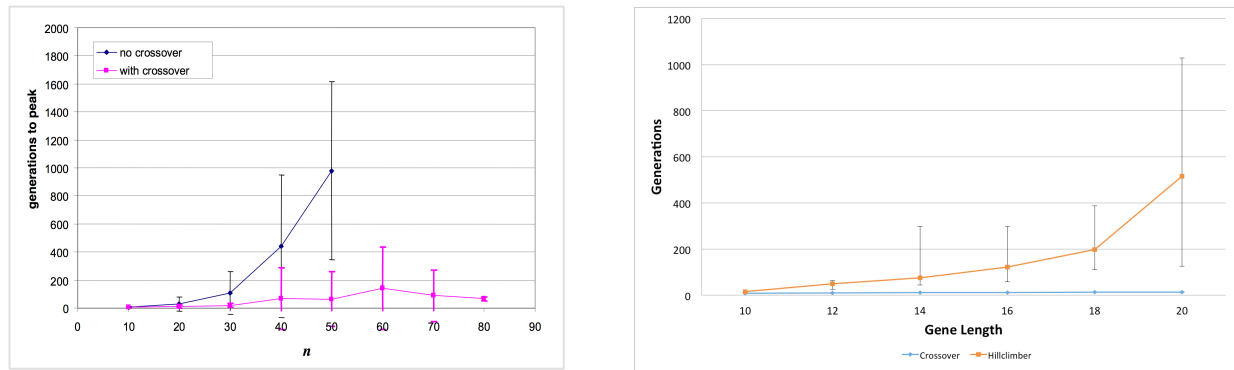 2000
1800
1600
1400
1200
1000
800
600
400
200
0
generations to peak
no crossover
with crossover
0 10 20 30 40 50 60 70 80 90
n
1200
1000
800
600
400
200
0
Generations
10 12 14 16 18 20
Gene Length
Crossover Hillclimber